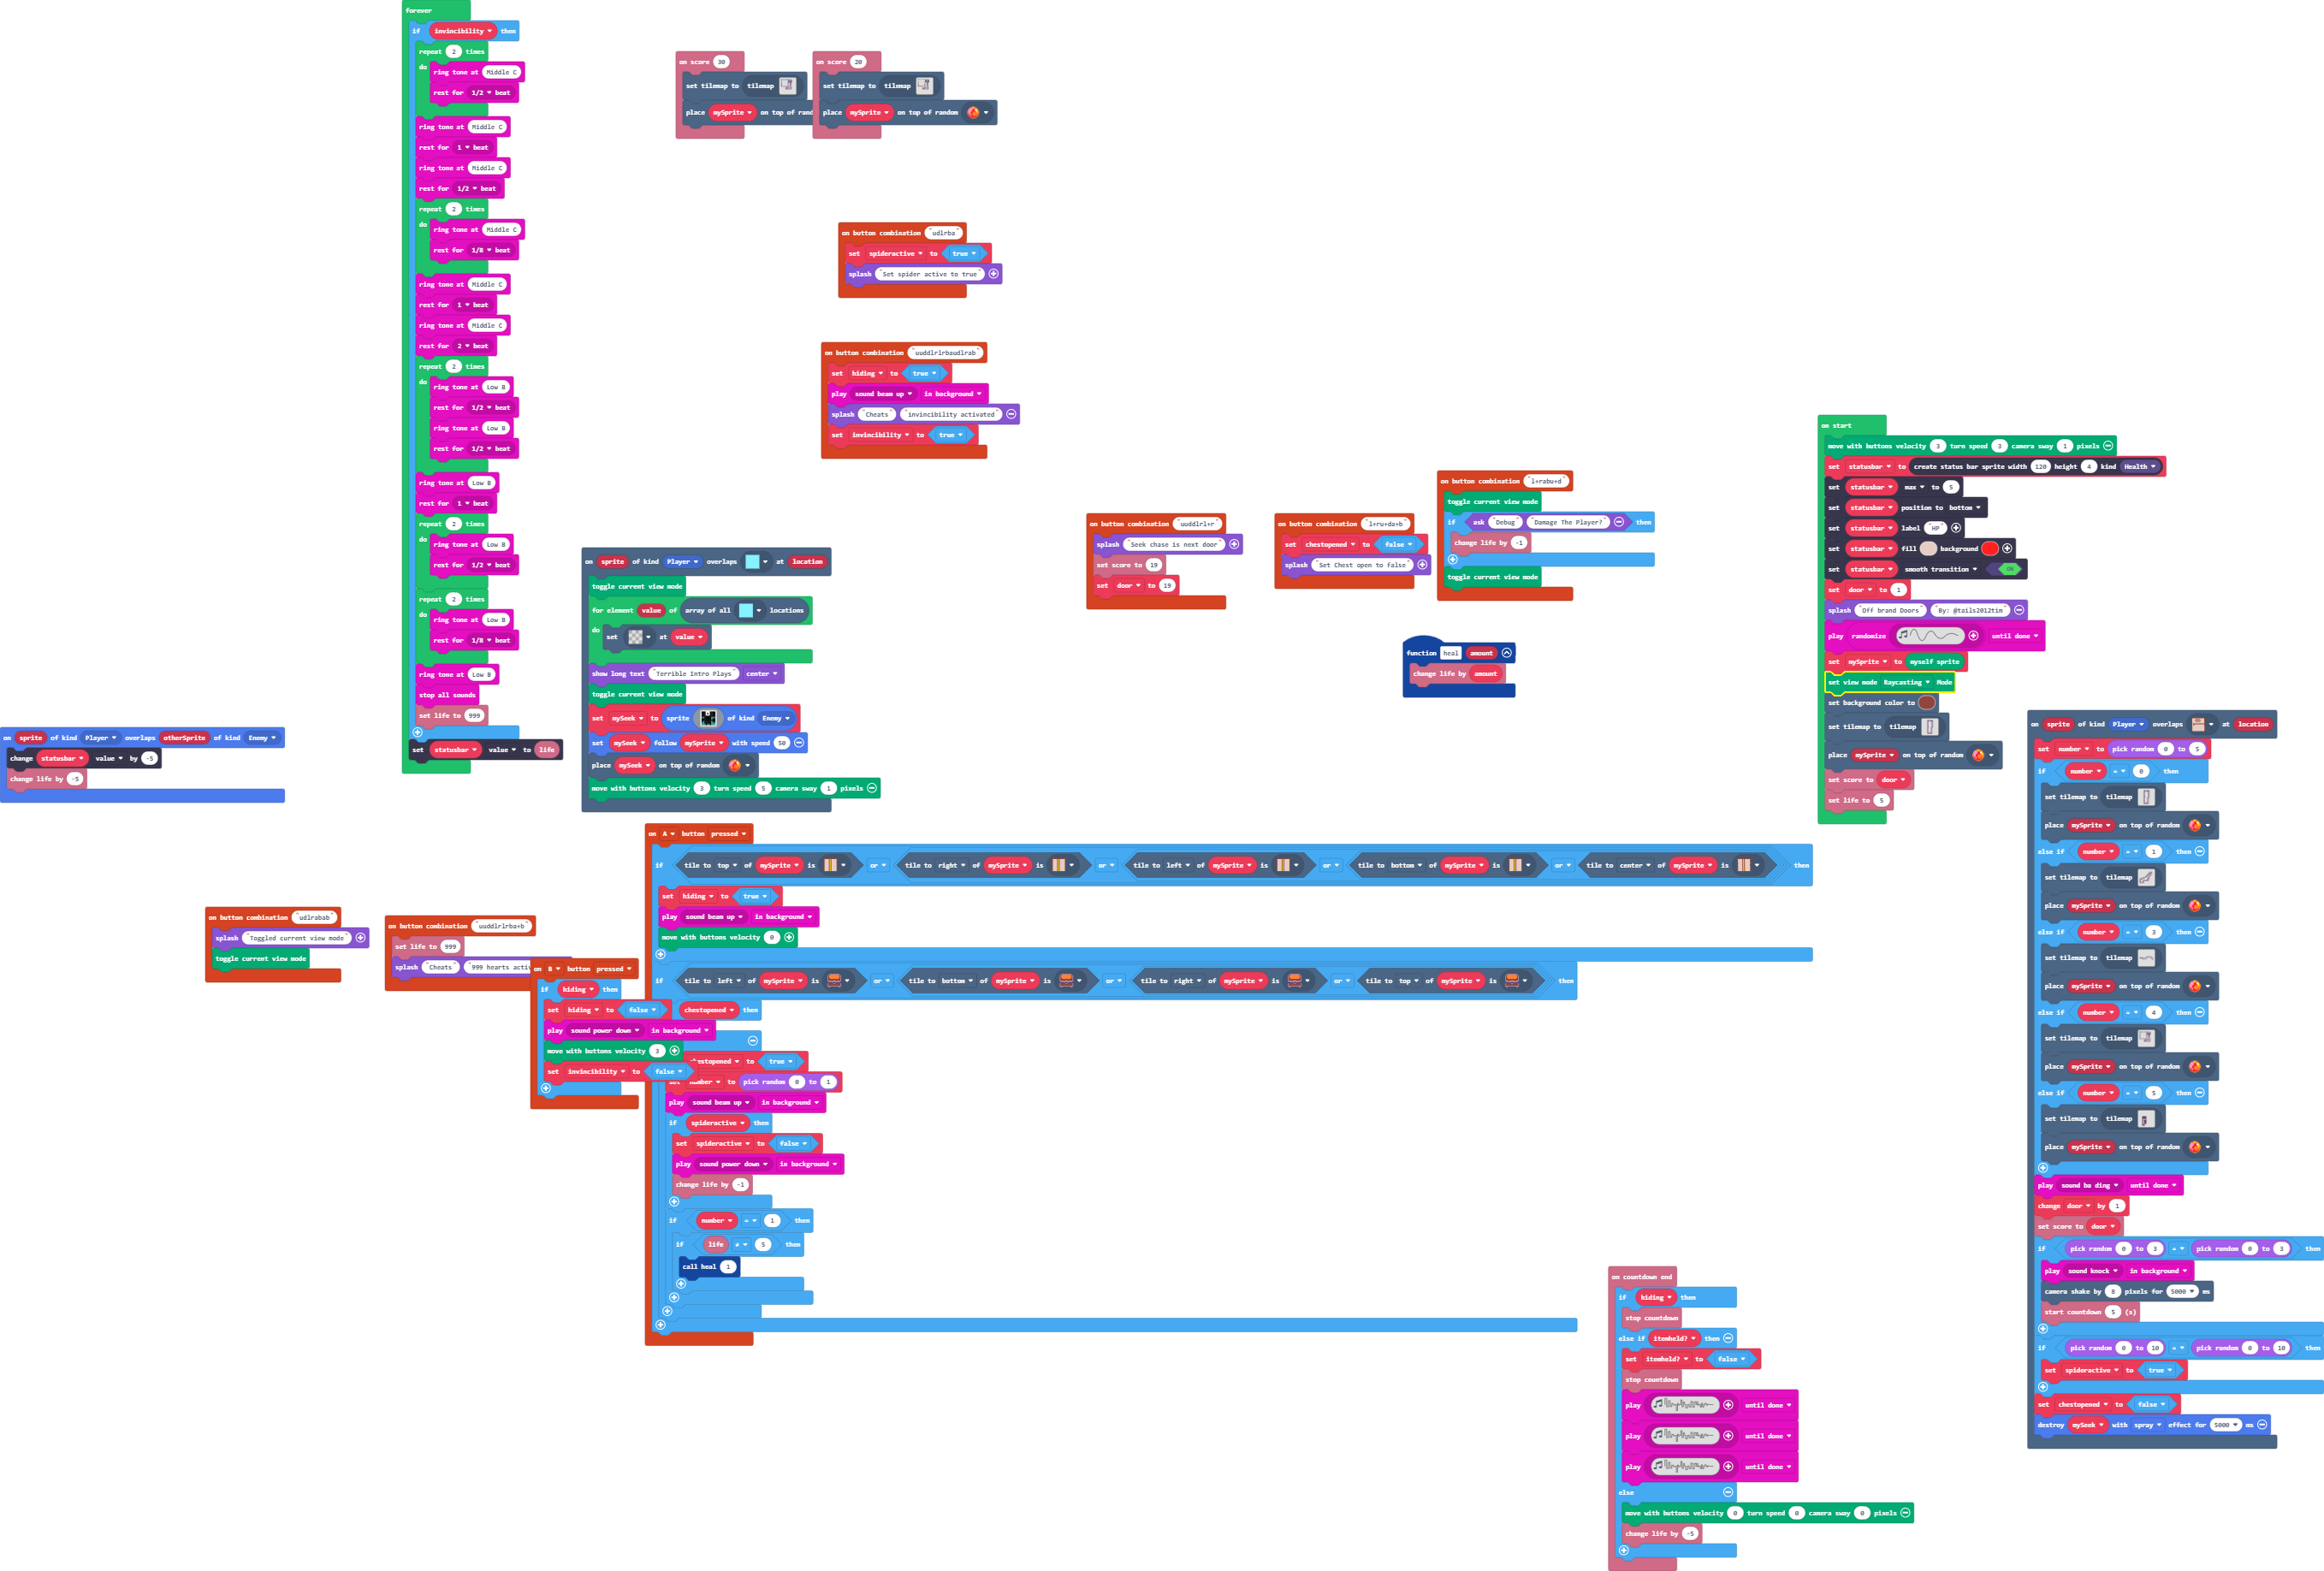 forever
if invincibility then
repeat 2 times
do ring tone at Middle C
rest for 1/2 beat
ring tone at Middle C
rest for 1 beat
ring tone at Middle C
rest for 1/2 beat
repeat 2 times
do ring tone at Middle C
rest for 1/8 beat
ring tone at Middle C
rest for 1 beat
ring tone at Middle C
rest for 2 beat
repeat 2 times
do ring tone at Low B
rest for 1/2 beat
ring tone at Low B
rest for 1/2 beat
ring tone at Low B
rest for 1 beat
repeat 2 times
do ring tone at Low B
rest for 1/2 beat
repeat 2 times
do ring tone at Low B
rest for 1/8 beat
ring tone at Low B
stop all sounds
set life to 999
set statusbar value to life
on score 30
set tilemap to tilemap
place mySprite on top of rand
on score 20
set tilemap to tilemap
place mySprite on top of random
on button combination "udlrba"
set spideractive to true
splash "Set spider active to true"
on button combination "uuddlrlrbaudlrab"
set hiding to true
play sound beam up in background
splash "Cheats" "invincibility activated"
set invincibility to true
on button combination "uuddlrl+r"
splash "Seek chase is next door"
set score to 19
set door to 19
on button combination "l+ru+da+b"
set chestopened to false
splash "Set Chest open to false"
on button combination "l+rabu+d"
toggle current view mode
if ask "Debug" "Damage The Player?" then
change life by -1
toggle current view mode
function heal amount
change life by amount
on start
move with buttons velocity 3 turn speed 3 camera sway 1 pixels
set statusbar to create status bar sprite width 120 height 4 kind Health
set statusbar max to 5
set statusbar position to bottom
set statusbar label "HP"
set statusbar fill background
set statusbar smooth transition ON
set door to 1
splash "Off brand Doors" "By: @tails2012tim"
play randomize until done
set mySprite to myself sprite
set view mode Raycasting Mode
set background color to
set tilemap to tilemap
place mySprite on top of random
set score to door
set life to 5
on sprite of kind Player overlaps at location
toggle current view mode
for element value of array of all locations
do set at value
show long text "Terrible Intro Plays" center
toggle current view mode
set mySeek to sprite of kind Enemy
set mySeek follow mySprite with speed 50
place mySeek on top of random
move with buttons velocity 3 turn speed 5 camera sway 1 pixels
on sprite of kind Player overlaps otherSprite of kind Enemy
change statusbar value by -5
change life by -5
on button combination "udlrabab"
splash "Toggled current view mode"
toggle current view mode
on button combination "uuddlrlrba+b"
set life to 999
splash "Cheats" "999 hearts activ
on B button pressed
if hiding then
set hiding to false
play sound power down in background
move with buttons velocity 3
set invincibility to false
on A button pressed
if tile to top of mySprite is or tile to right of mySprite is or tile to left of mySprite is or tile to bottom of mySprite is or tile to center of mySprite is then
set hiding to true
play sound beam up in background
move with buttons velocity 0
if tile to left of mySprite is or tile to bottom of mySprite is or tile to right of mySprite is or tile to top of mySprite is then
chestopened then
chestopened to true
set number to pick random 0 to 1
play sound beam up in background
if spideractive then
set spideractive to false
play sound power down in background
change life by -1
if number = 1 then
if life ≠ 5 then
call heal 1
on sprite of kind Player overlaps at location
set number to pick random 0 to 5
if number = 0 then
set tilemap to tilemap
place mySprite on top of random
else if number = 1 then
set tilemap to tilemap
place mySprite on top of random
else if number = 3 then
set tilemap to tilemap
place mySprite on top of random
else if number = 4 then
set tilemap to tilemap
place mySprite on top of random
else if number = 5 then
set tilemap to tilemap
place mySprite on top of random
play sound ba ding until done
change door by 1
set score to door
if pick random 0 to 3 = pick random 0 to 3 then
play sound knock in background
camera shake by 8 pixels for 5000 ms
start countdown 5 (s)
if pick random 0 to 10 = pick random 0 to 10 then
set spideractive to true
set chestopened to false
destroy mySeek with spray effect for 5000 ms
on countdown end
if hiding then
stop countdown
else if itemheld? then
set itemheld? to false
stop countdown
play until done
play until done
play until done
else
move with buttons velocity 0 turn speed 0 camera sway 0 pixels
change life by -5